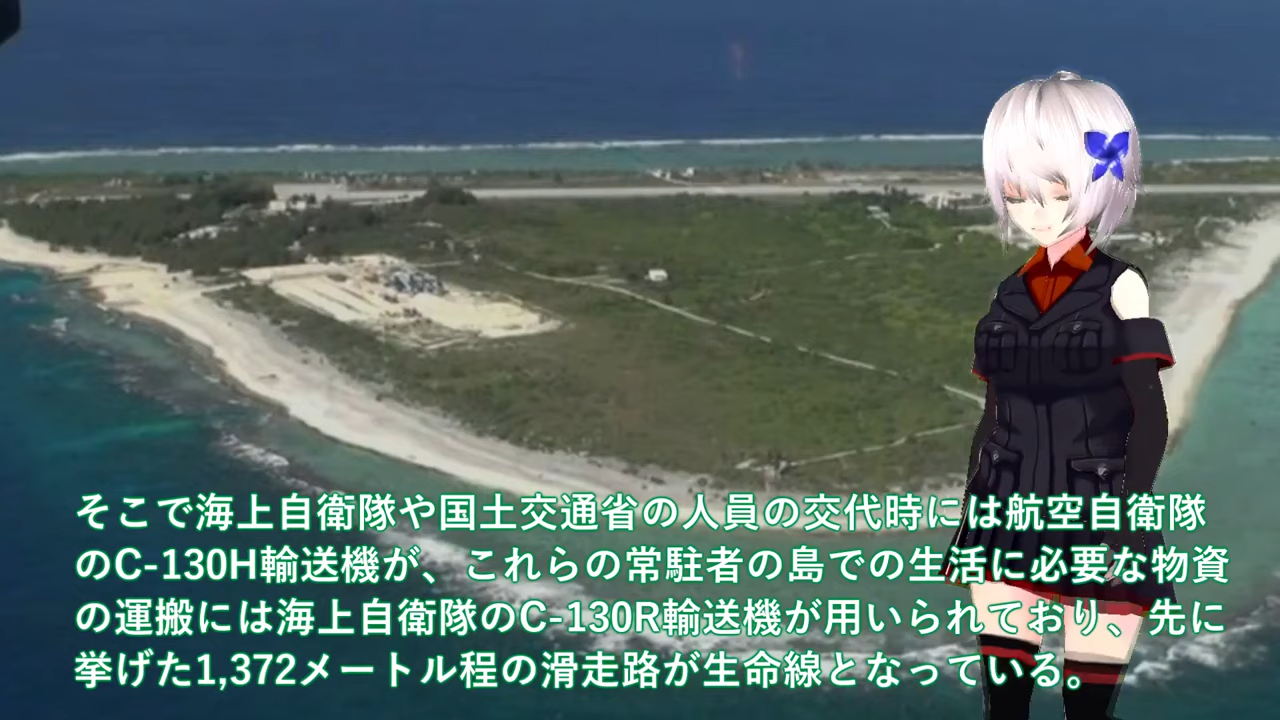 そこで海上自衛隊や国土交通省の人員の交代時には航空自衛隊
のC-130H輸送機が、これらの常駐者の島での生活に必要な物資
の運搬には海上自衛隊のC-130R輸送機が用いられており、先に
挙げた1,372メートル程の滑走路が生命線となっている。